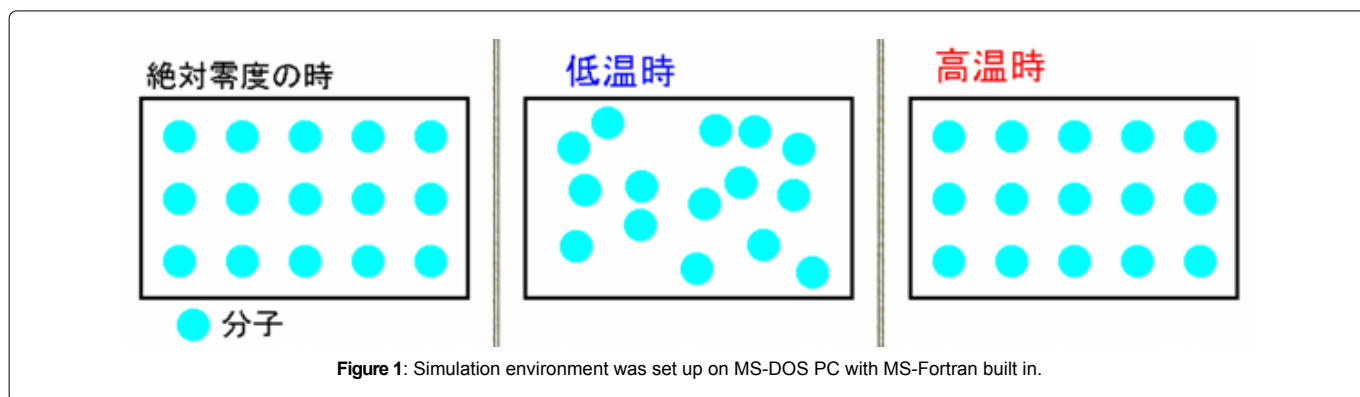 絶対零度の時
低温時
高温時
分子
Figure 1: Simulation environment was set up on MS-DOS PC with MS-Fortran built in.